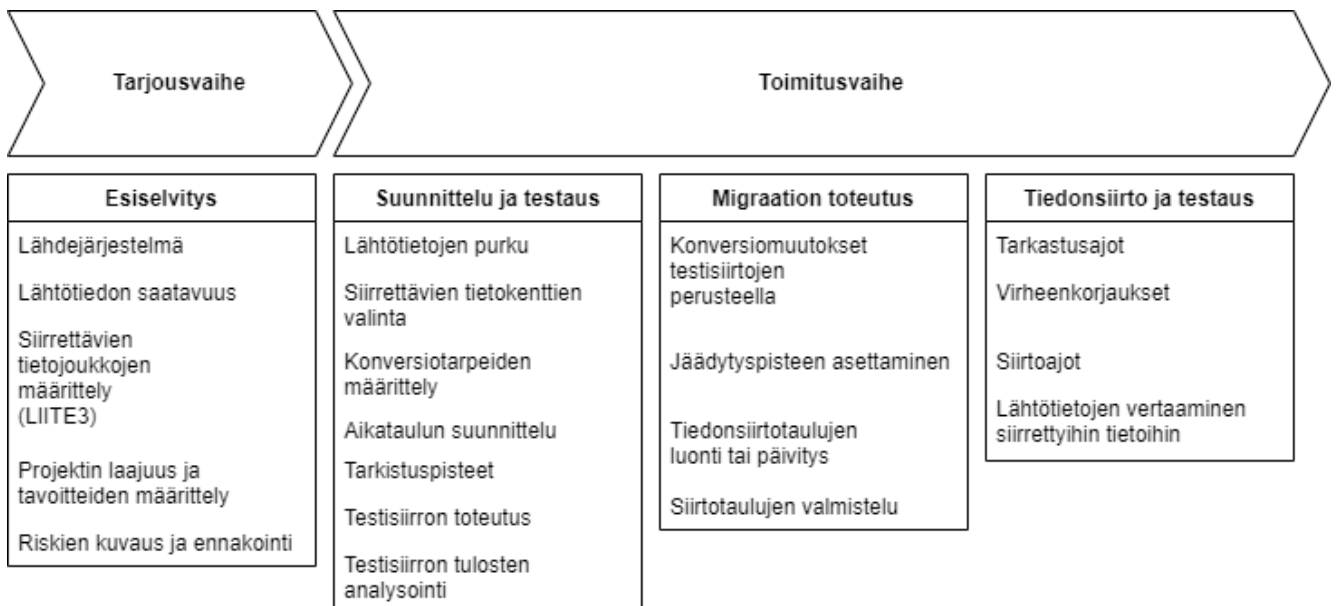 Tarjousvaihe
Toimitusvaihe
Esiselvitys
Lähdejärjestelmä
Lähtötiedon saatavuus
Siirrettävien
tietojoukkojen
määrittely
(LIITE3)
Projektin laajuus ja
tavoitteiden määrittely
Riskien kuvaus ja ennakointi
Suunnittelu ja testaus
Lähtötietojen purku
Siirrettävien tietokenttien
valinta
Konversiotarpeiden
määrittely
Aikataulun suunnittelu
Tarkistuspisteet
Testisiirron toteutus
Testisiirron tulosten
analysointi
Migraation toteutus
Konversiomuutokset
testisiirtojen
perusteella
Jäädytyspisteen asettaminen
Tiedonsiirtotaulujen
luonti tai päivitys
Siirtotaulujen valmistelu
Tiedonsiirto ja testaus
Tarkastusajot
Virheenkorjaukset
Siirtoajot
Lähtötietojen vertaaminen
siirrettyihin tietoihin